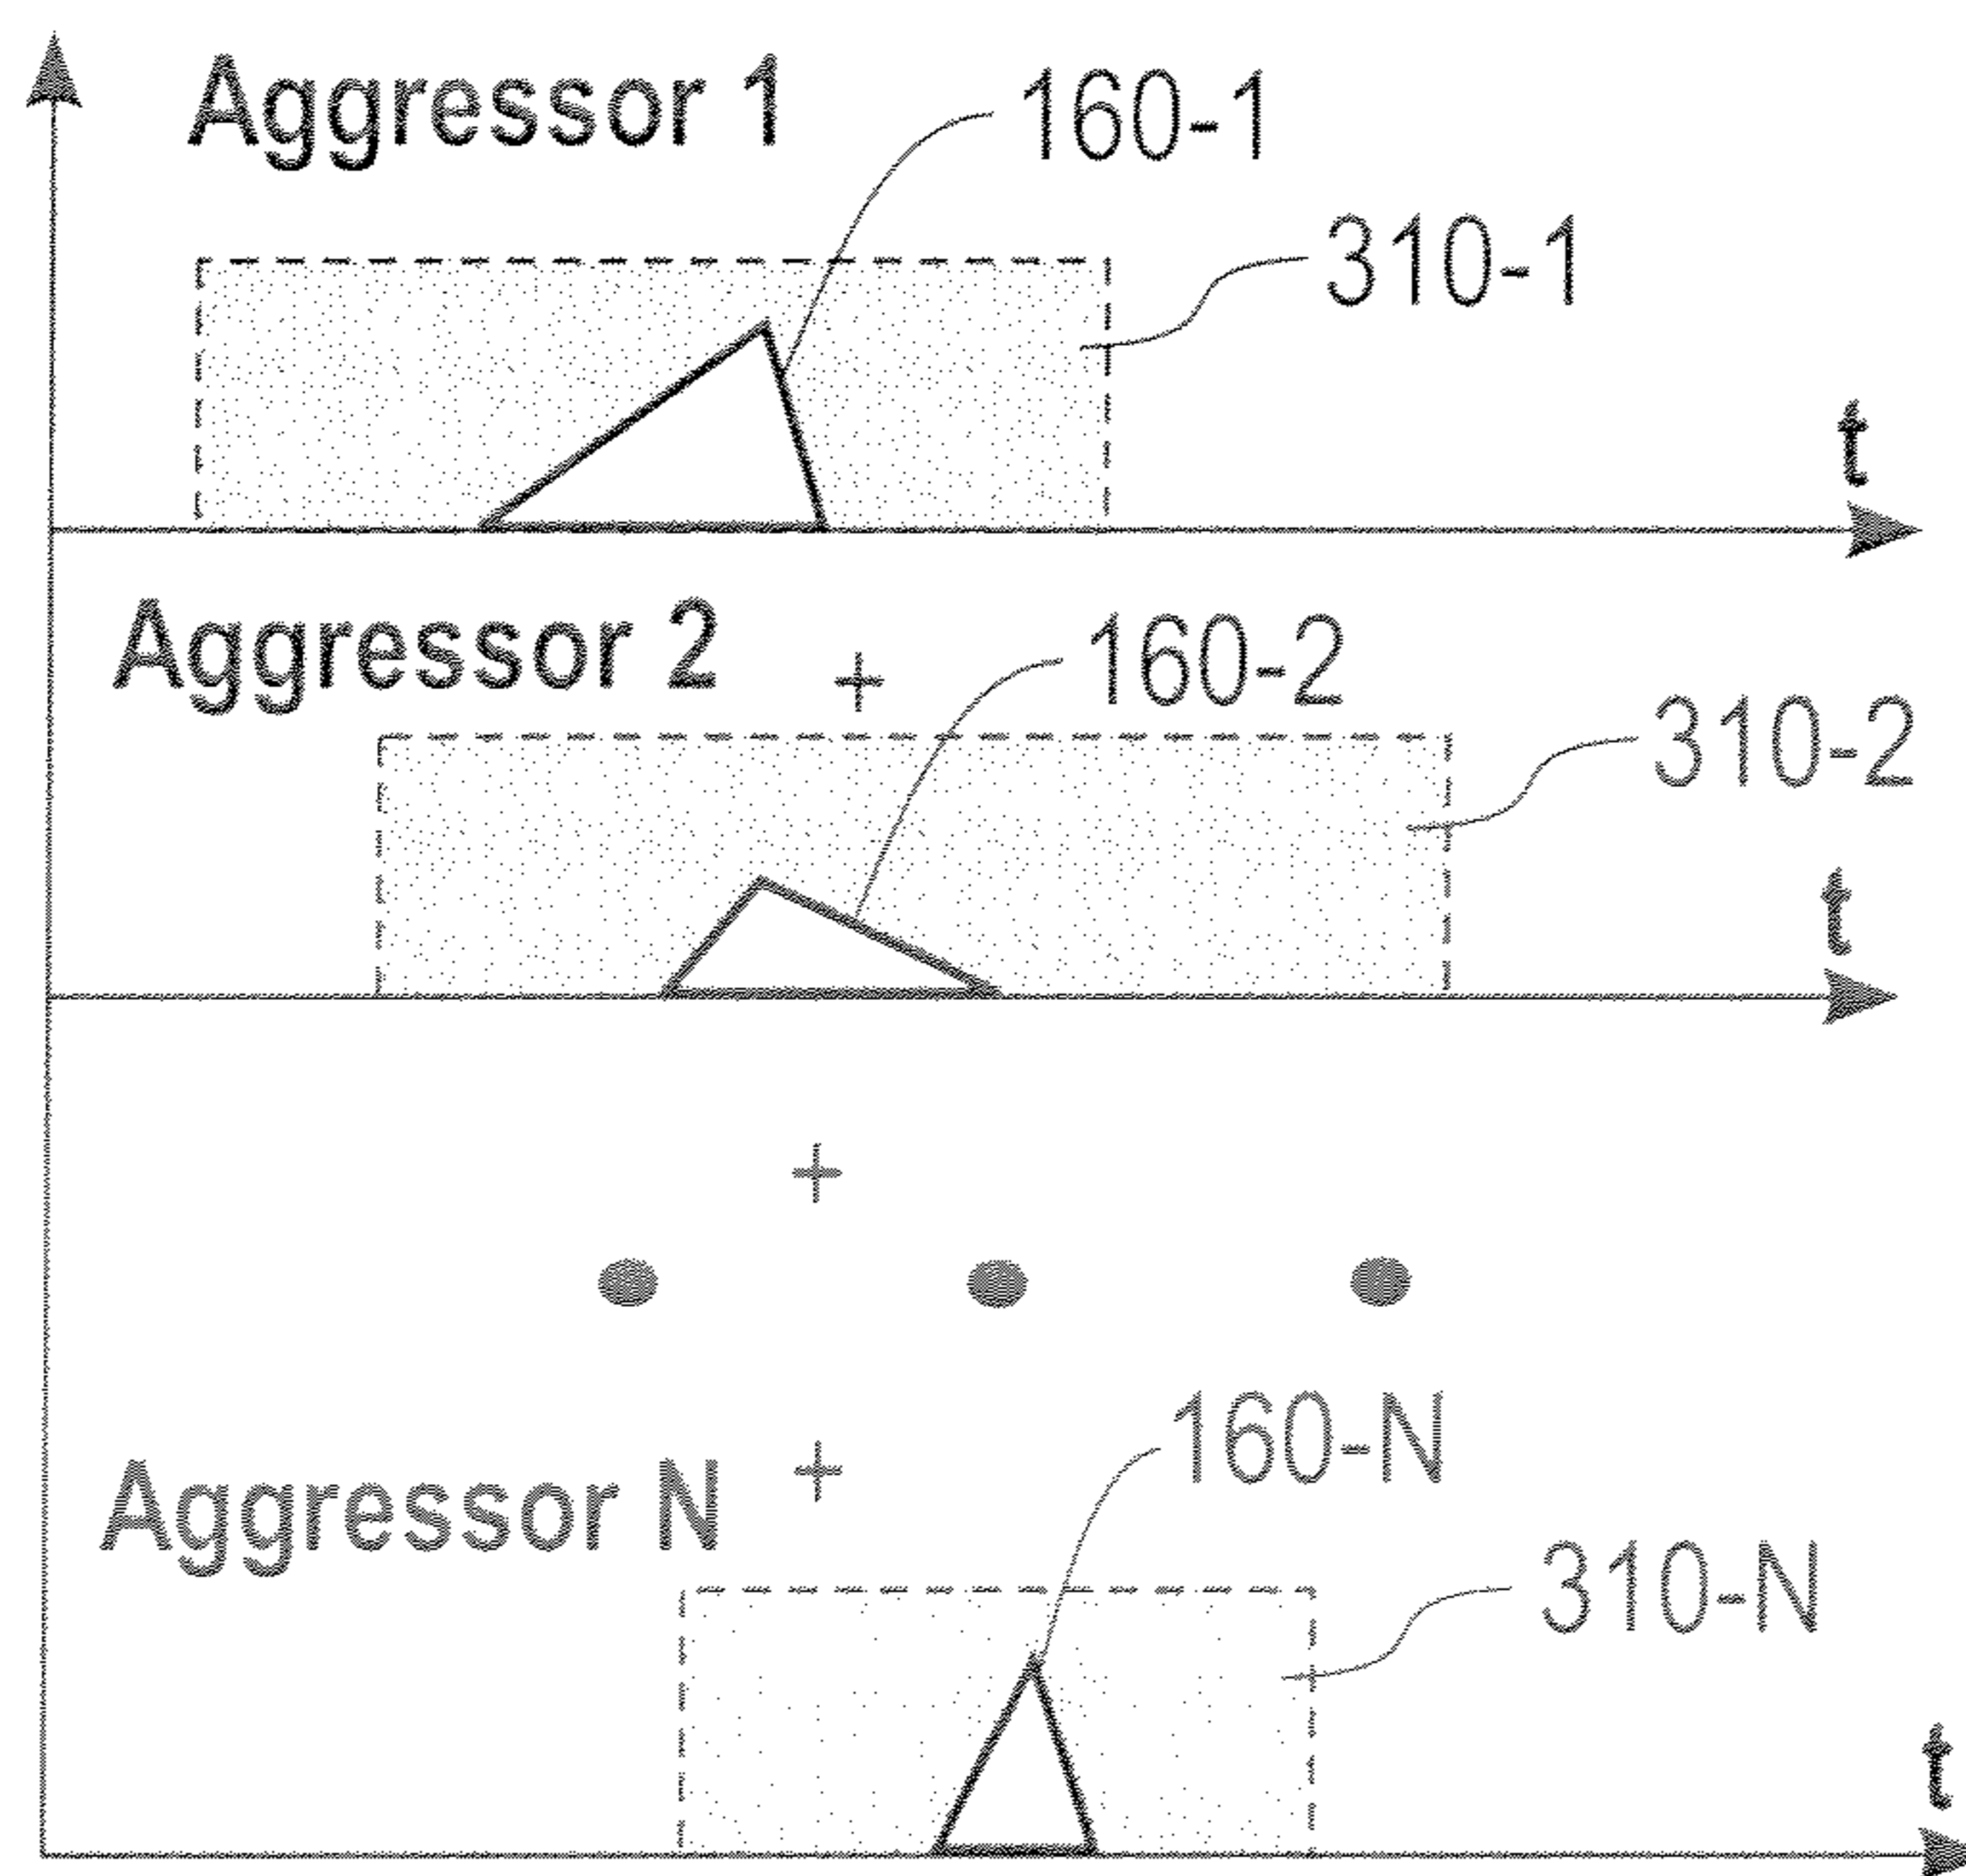 Aggressor 1
160-1
310-1
t
Aggressor 2
+
160-2
310-2
t
+
Aggressor N
+
160-N
310-N
t